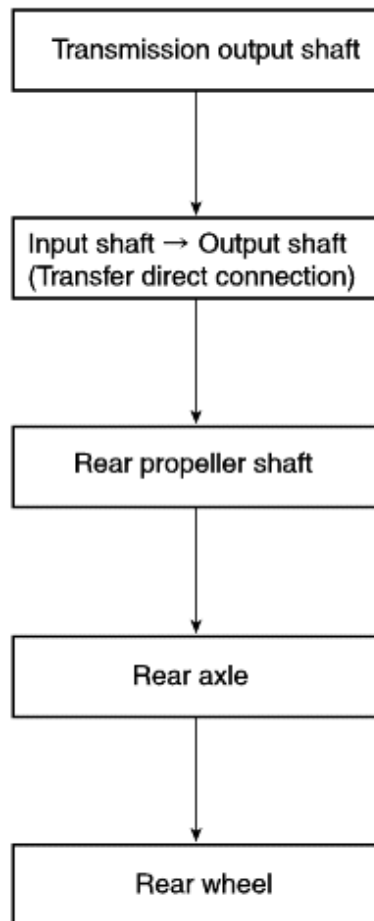 Transmission output shaft
Input shaft → Output shaft
(Transfer direct connection)
Rear propeller shaft
Rear axle
Rear wheel